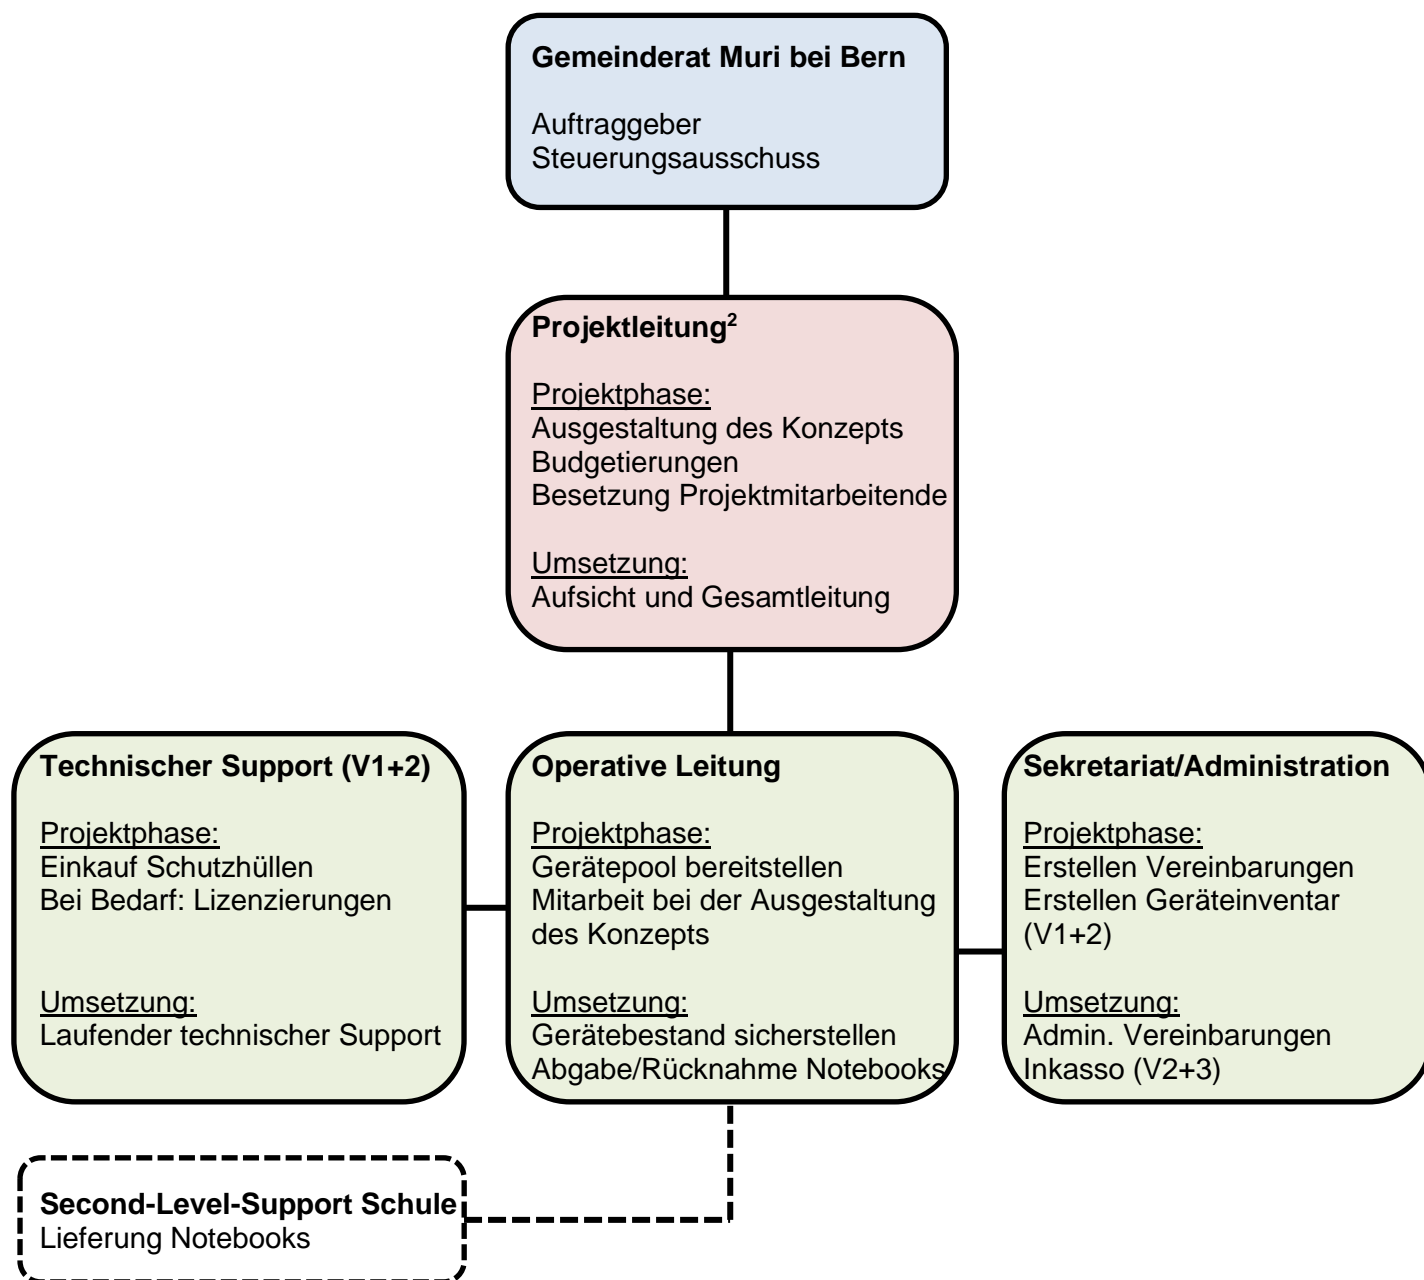 Gemeinderat Muri bei Bern
Auftraggeber
Steuerungsausschuss
Projektleitung²
Projektphase:
Ausgestaltung des Konzepts
Budgetierungen
Besetzung Projektmitarbeitende
Umsetzung:
Aufsicht und Gesamtleitung
Technischer Support (V1+2)
Projektphase:
Einkauf Schutzhüllen
Bei Bedarf: Lizenzierungen
Umsetzung:
Laufender technischer Support
Operative Leitung
Projektphase:
Gerätepool bereitstellen
Mitarbeit bei der Ausgestaltung
des Konzepts
Umsetzung:
Gerätebestand sicherstellen
Abgabe/Rücknahme Notebooks
Sekretariat/Administration
Projektphase:
Erstellen Vereinbarungen
Erstellen Geräteinventar
(V1+2)
Umsetzung:
Admin. Vereinbarungen
Inkasso (V2+3)
Second-Level-Support Schule
Lieferung Notebooks